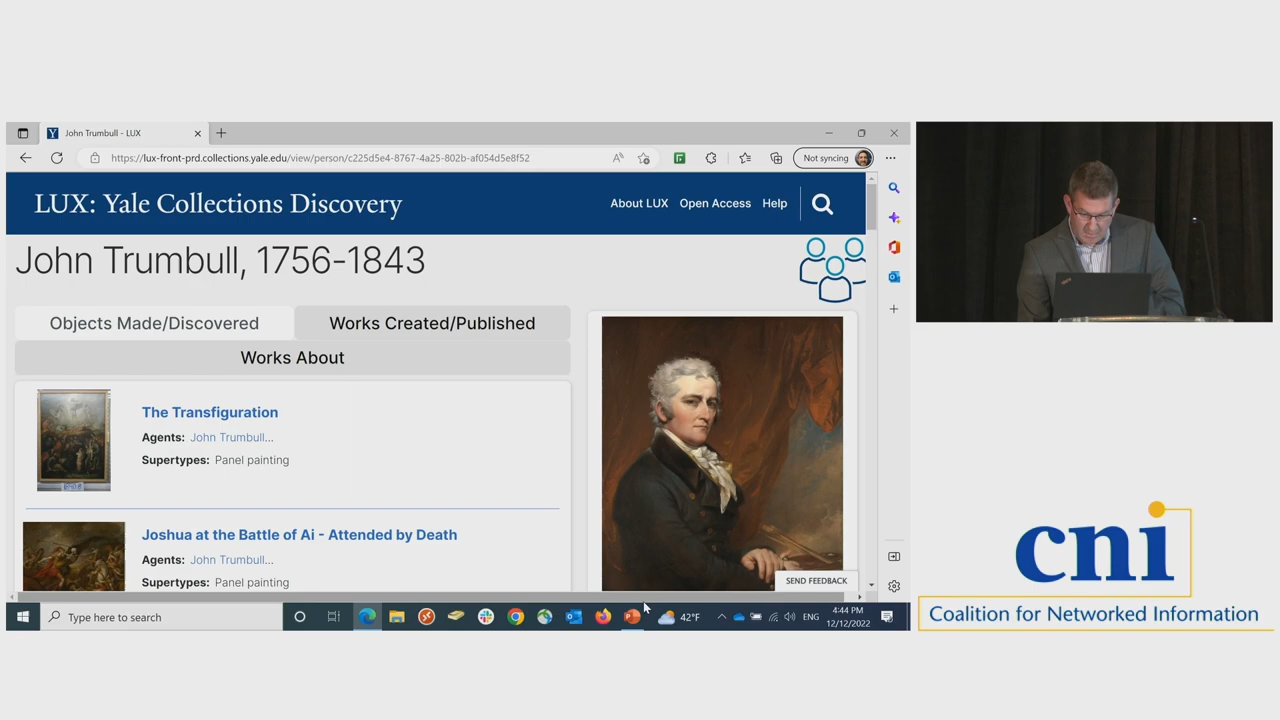 John Trumbull - LUX
https://lux-front-prd.collections.yale.edu/view/person/c225d5e4-8767-4a25-802b-af054d5e8f52
Not syncing
LUX: Yale Collections Discovery
About LUX
Open Access
Help
John Trumbull, 1756-1843
Objects Made/Discovered
Works Created/Published
Works About
The Transfiguration
Agents: John Trumbull...
Supertypes: Panel painting
Joshua at the Battle of Ai - Attended by Death
Agents: John Trumbull...
Supertypes: Panel painting
SEND FEEDBACK
Type here to search
42°F
ENG
4:44 PM
12/12/2022
cni
Coalition for Networked Information